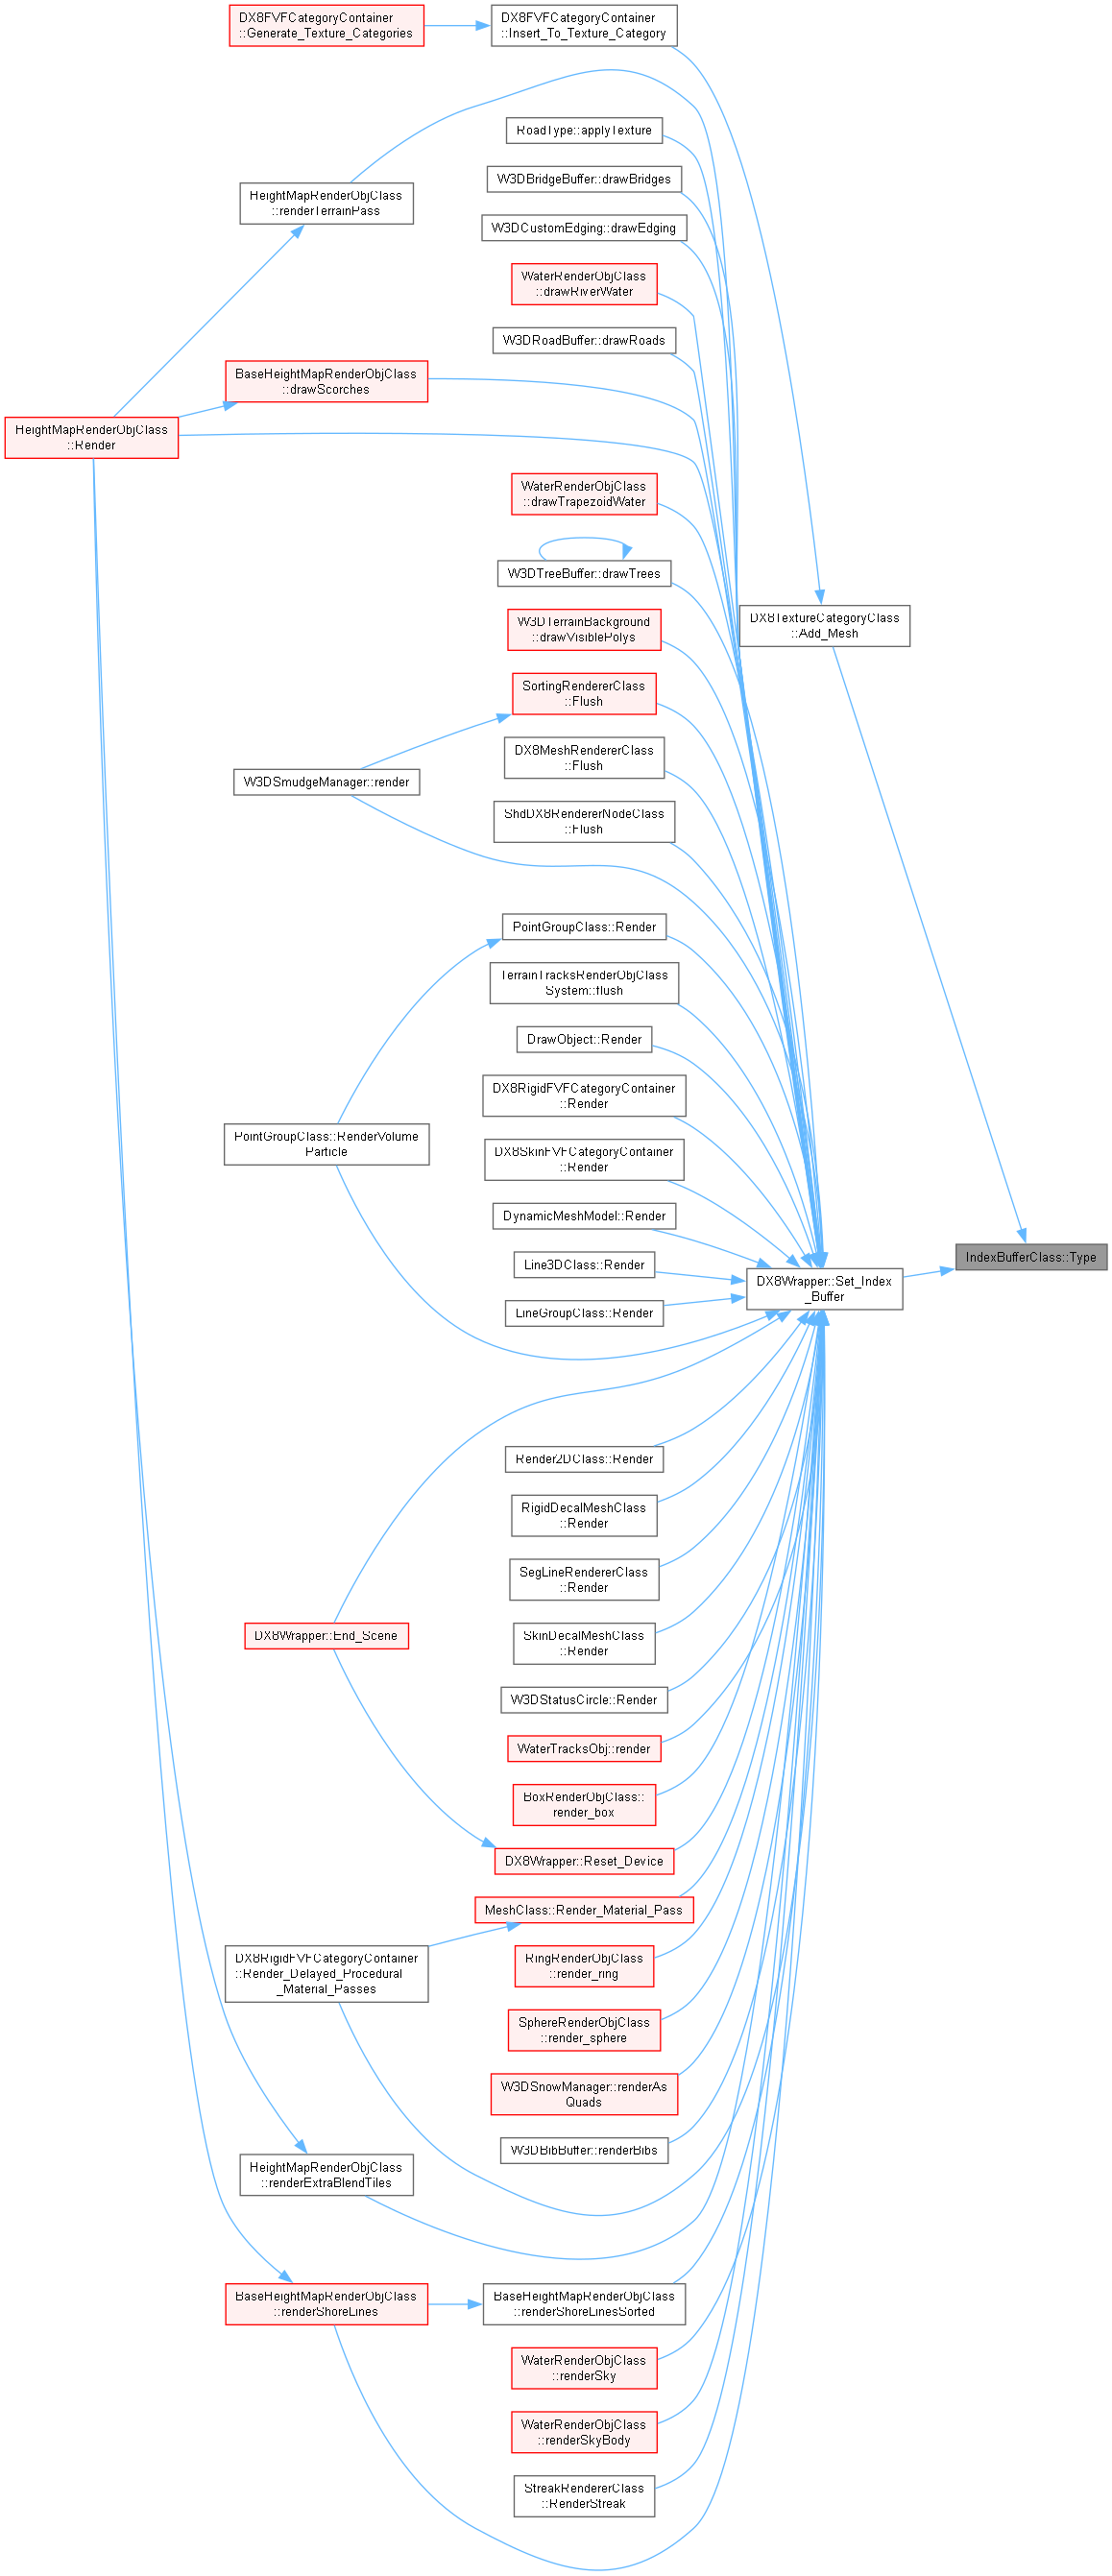 DX8FVFCategoryContainer
::Generate_Texture_Categories
DX8FVFCategoryContainer
::Insert_To_Texture_Category
RoadType::applyTexture
W3DBridgeBuffer::drawBridges
HeightMapRenderObjClass
::renderTerrainPass
W3DCustomEdging::drawEdging
WaterRenderObjClass
::drawRiverWater
W3DRoadBuffer::drawRoads
BaseHeightMapRenderObjClass
::drawScorches
HeightMapRenderObjClass
::Render
WaterRenderObjClass
::drawTrapezoidWater
W3DTreeBuffer::drawTrees
W3DTerrainBackground
::drawVisiblePolys
DX8TextureCategoryClass
::Add_Mesh
SortingRendererClass
::Flush
DX8MeshRendererClass
::Flush
W3DSmudgeManager::render
ShdDX8RendererNodeClass
::Flush
PointGroupClass::Render
TerrainTracksRenderObjClass
System::flush
DrawObject::Render
DX8RigidFVFCategoryContainer
::Render
PointGroupClass::RenderVolume
Particle
DX8SkinFVFCategoryContainer
::Render
DynamicMeshModel::Render
IndexBufferClass::Type
Line3DClass::Render
DX8Wrapper::Set_Index
_Buffer
LineGroupClass::Render
Render2DClass::Render
RigidDecalMeshClass
::Render
SegLineRendererClass
::Render
DX8Wrapper::End_Scene
SkinDecalMeshClass
::Render
W3DStatusCircle::Render
WaterTracksObj::render
BoxRenderObjClass::
render_box
DX8Wrapper::Reset_Device
MeshClass::Render_Material_Pass
DX8RigidFVFCategoryContainer
::Render_Delayed_Procedural
_Material_Passes
RingRenderObjClass
::render_ring
SphereRenderObjClass
::render_sphere
W3DSnowManager::renderAs
Quads
W3DBibBuffer::renderBibs
HeightMapRenderObjClass
::renderExtraBlendTiles
BaseHeightMapRenderObjClass
::renderShoreLines
BaseHeightMapRenderObjClass
::renderShoreLinesSorted
WaterRenderObjClass
::renderSky
WaterRenderObjClass
::renderSkyBody
StreakRendererClass
::RenderStreak